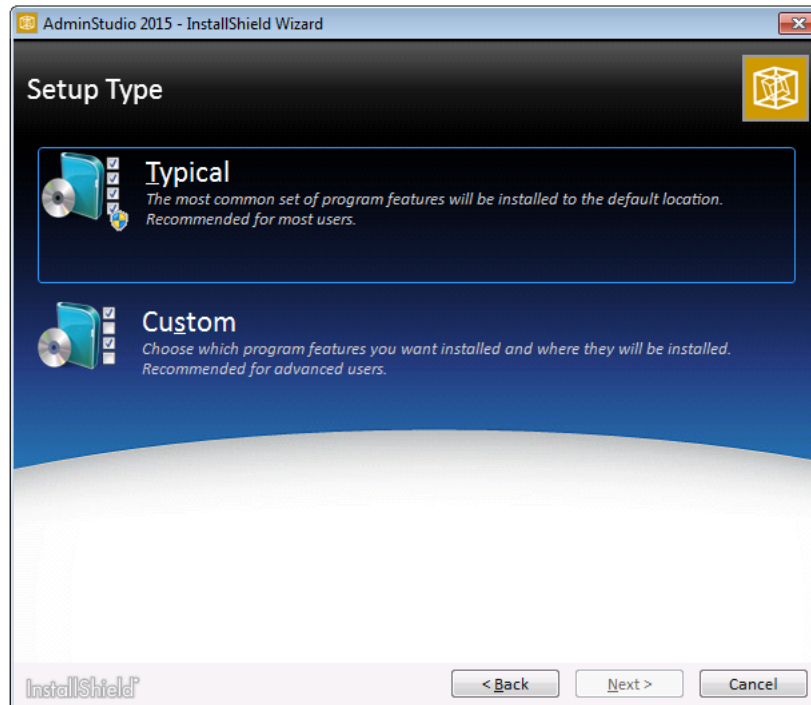 AdminStudio 2015 - InstallShield Wizard
Setup Type
Typical
The most common set of program features will be installed to the default location.
Recommended for most users.
Custom
Choose which program features you want installed and where they will be installed.
Recommended for advanced users.
InstallShield
< Back
Next >
Cancel